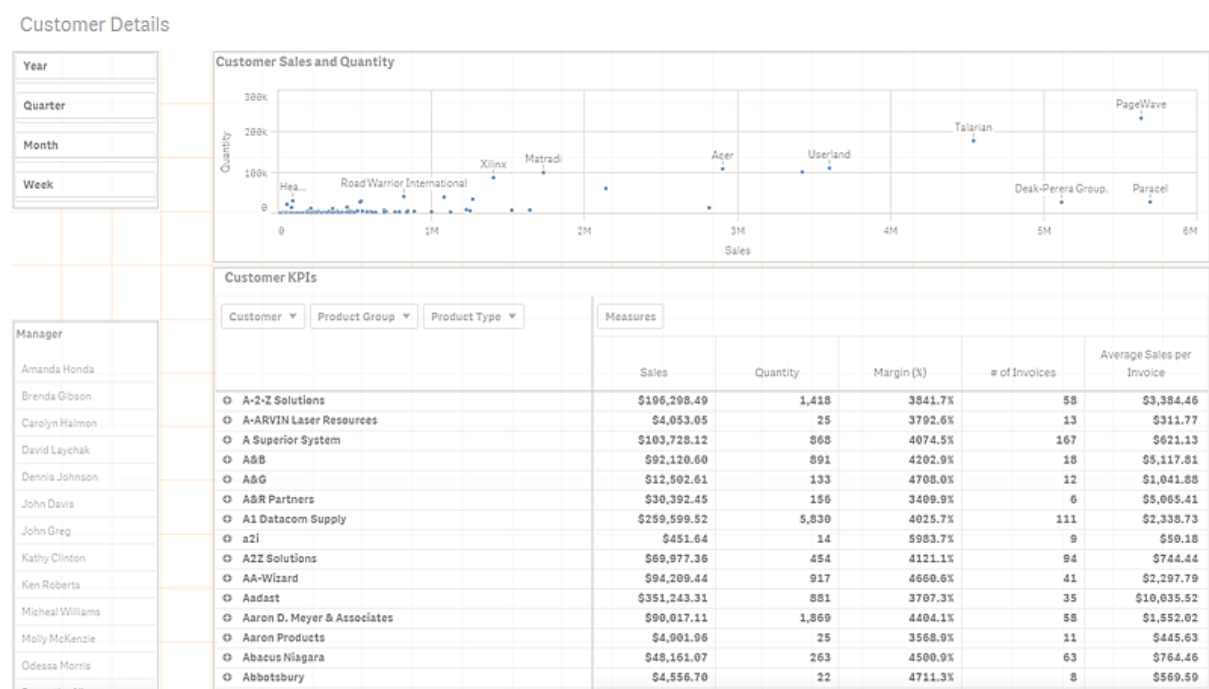 Customer Details
Year
Quarter
Month
Week
Customer Sales and Quantity
300k
200k
100k
0
Quantity
PageWave
Talarian
Userland
Acer
Matradi
Xilinx
Road Warrior International
Hea...
Deak-Perera Group.
Paracel
0 1M 2M 3M 4M 5M 6M
Sales
Customer KPIs
Customer Product Group Product Type Measures
Sales Quantity Margin (%) # of Invoices Average Sales per Invoice
A-2-Z Solutions $196,298.49 1,418 3841.7% 58 $3,384.46
A-ARVIN Laser Resources $4,053.05 25 3792.6% 13 $311.77
A Superior System $103,728.12 868 4074.5% 167 $621.13
A&B $92,120.60 891 4202.9% 18 $5,117.81
A&G $12,502.61 133 4708.0% 12 $1,041.88
A&R Partners $30,392.45 156 3409.9% 6 $5,065.41
A1 Datacom Supply $259,599.52 5,830 4025.7% 111 $2,338.73
a2i $451.64 14 5983.7% 9 $50.18
A2Z Solutions $69,977.36 454 4121.1% 94 $744.44
AA-Wizard $94,209.44 917 4660.6% 41 $2,297.79
Aadast $351,243.31 881 3707.3% 35 $10,035.52
Aaron D. Meyer & Associates $90,017.11 1,869 4404.1% 58 $1,552.02
Aaron Products $4,901.96 25 3568.9% 11 $445.63
Abacus Niagara $48,161.07 263 4500.9% 63 $764.46
Abbotsbury $4,556.70 22 4711.3% 8 $569.59
Manager
Amanda Honda
Brenda Gibson
Carolyn Halmon
David Laychak
Dennis Johnson
John Davis
John Greg
Kathy Clinton
Ken Roberts
Micheal Williams
Molly McKenzie
Odessa Morris